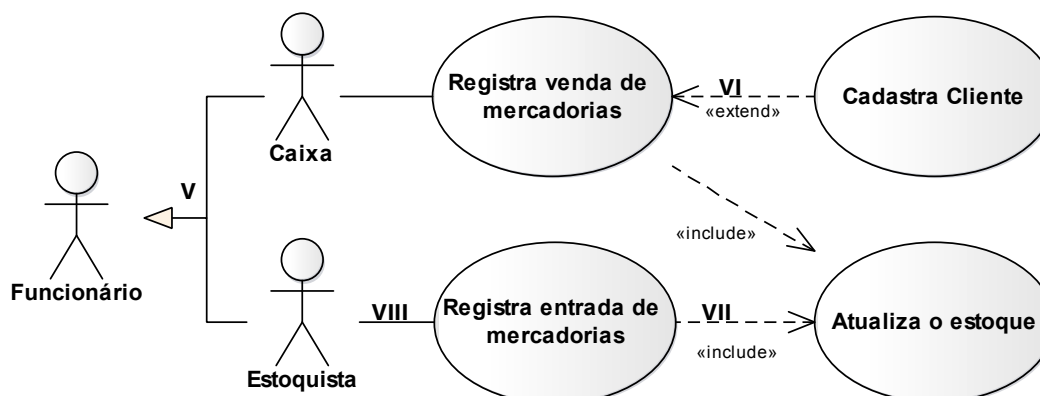 Registra venda de
mercadorias
VI
«extend»
Cadastra Cliente
Caixa
V
Funcionário
«include»
VIII
Registra entrada de
mercadorias
VII
«include»
Atualiza o estoque
Estoquista